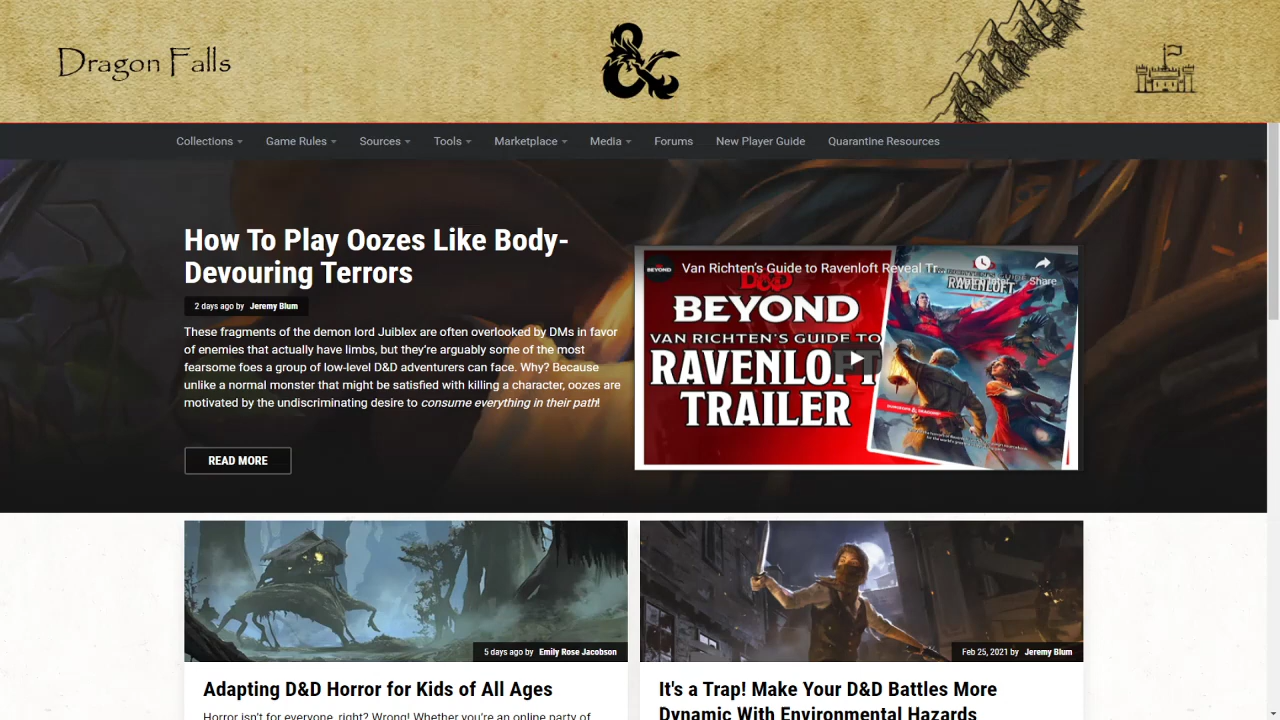 Dragon Falls
&
Collections
Game Rules
Sources
Tools
Marketplace
Media
Forums
New Player Guide
Quarantine Resources
How To Play Oozes Like Body-
Devouring Terrors
2 days ago by Jeremy Blum
These fragments of the demon lord Juiblex are often overlooked by DMs in favor
of enemies that actually have limbs, but they're arguably some of the most
fearsome foes a group of low-level D&D adventurers can face. Why? Because
unlike a normal monster that might be satisfied with killing a character, oozes are
motivated by the undiscriminating desire to consume everything in their path!
READ MORE
BEYOND
Van Richten's Guide to Ravenloft Reveal Tr...
Share
D&D
BEYOND
VAN RICHTEN'S GUIDE TO
RAVENLOFT
TRAILER
RAVENLOFT
DUNGEONS & DRAGONS
5 days ago by Emily Rose Jacobson
Adapting D&D Horror for Kids of All Ages
Horror isn't for everyone, right? Wrong! Whether you're an online party of
Feb 25, 2021 by Jeremy Blum
It's a Trap! Make Your D&D Battles More
Dynamic With Environmental Hazards